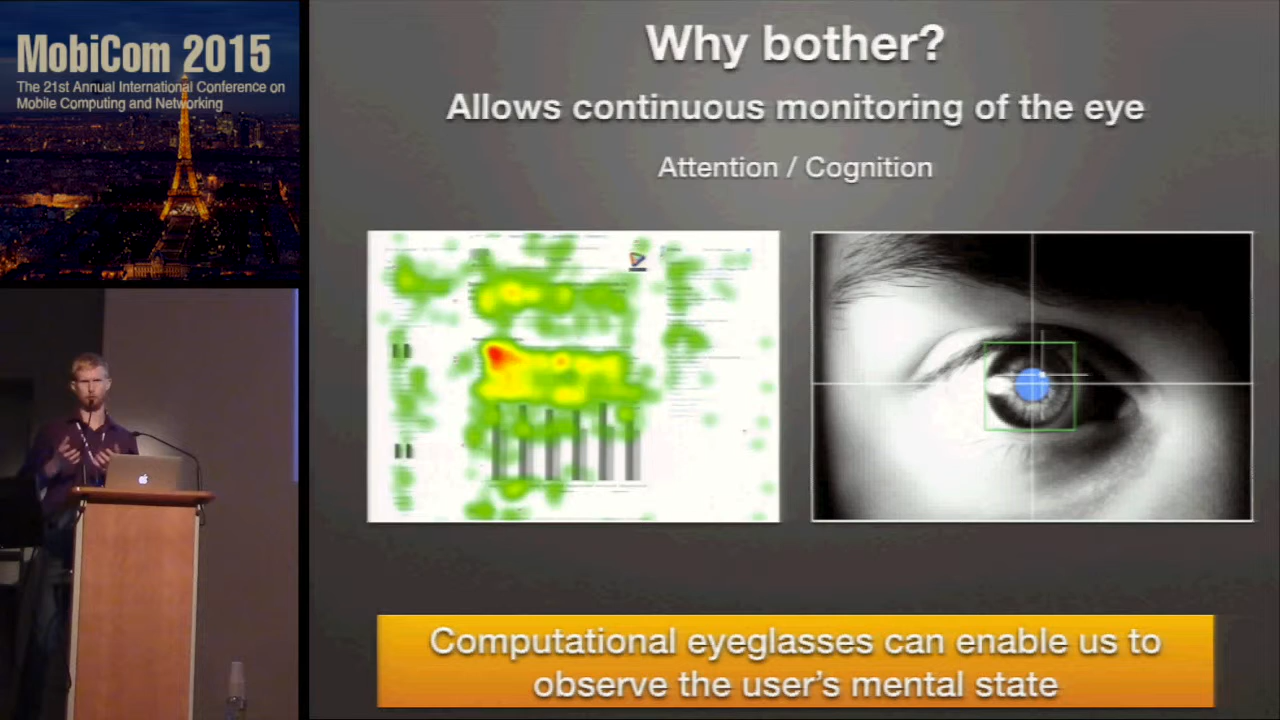 MobiCom 2015
The 21st Annual International Conference on
Mobile Computing and Networking
Why bother?
Allows continuous monitoring of the eye
Attention / Cognition
Computational eyeglasses can enable us to
observe the user's mental state